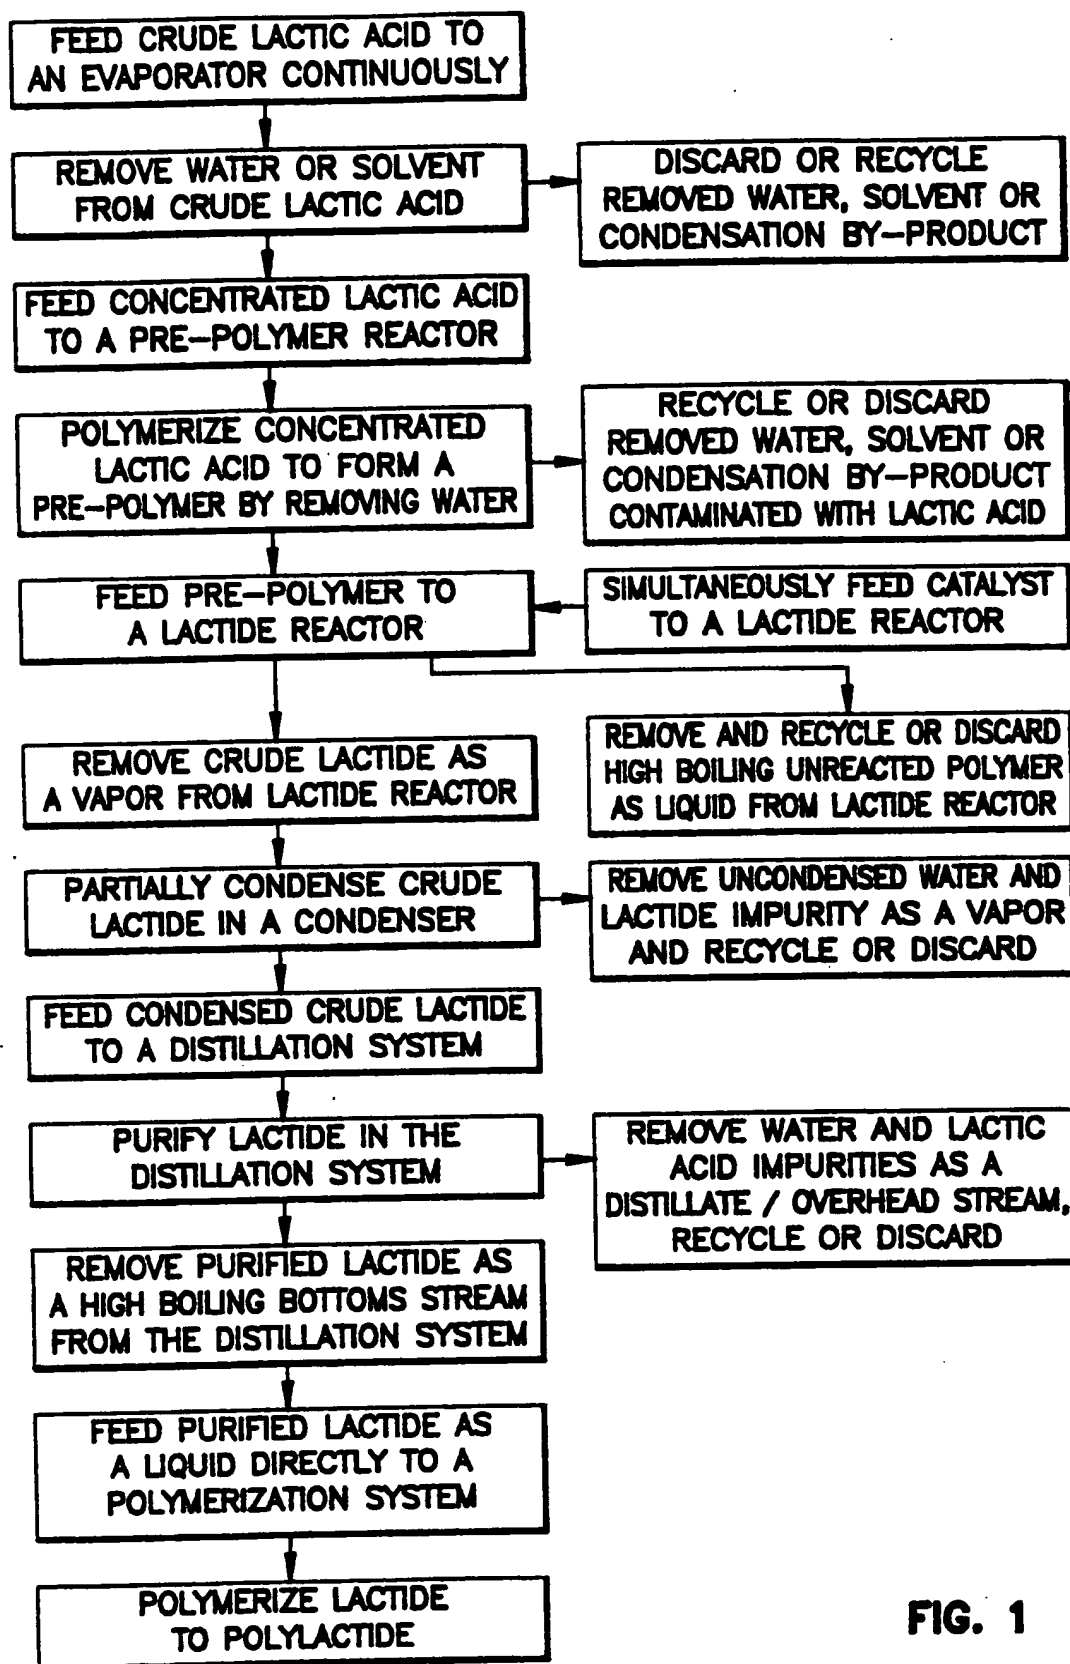 FEED CRUDE LACTIC ACID TO
AN EVAPORATOR CONTINUOUSLY
REMOVE WATER OR SOLVENT
FROM CRUDE LACTIC ACID
DISCARD OR RECYCLE
REMOVED WATER, SOLVENT OR
CONDENSATION BY-PRODUCT
FEED CONCENTRATED LACTIC ACID
TO A PRE-POLYMER REACTOR
POLYMERIZE CONCENTRATED
LACTIC ACID TO FORM A
PRE-POLYMER BY REMOVING WATER
RECYCLE OR DISCARD
REMOVED WATER, SOLVENT OR
CONDENSATION BY-PRODUCT
CONTAMINATED WITH LACTIC ACID
FEED PRE-POLYMER TO
A LACTIDE REACTOR
SIMULTANEOUSLY FEED CATALYST
TO A LACTIDE REACTOR
REMOVE CRUDE LACTIDE AS
A VAPOR FROM LACTIDE REACTOR
REMOVE AND RECYCLE OR DISCARD
HIGH BOILING UNREACTED POLYMER
AS LIQUID FROM LACTIDE REACTOR
PARTIALLY CONDENSE CRUDE
LACTIDE IN A CONDENSER
REMOVE UNCONDENSED WATER AND
LACTIDE IMPURITY AS A VAPOR
AND RECYCLE OR DISCARD
FEED CONDENSED CRUDE LACTIDE
TO A DISTILLATION SYSTEM
PURIFY LACTIDE IN THE
DISTILLATION SYSTEM
REMOVE WATER AND LACTIC
ACID IMPURITIES AS A
DISTILLATE / OVERHEAD STREAM,
RECYCLE OR DISCARD
REMOVE PURIFIED LACTIDE AS
A HIGH BOILING BOTTOMS STREAM
FROM THE DISTILLATION SYSTEM
FEED PURIFIED LACTIDE AS
A LIQUID DIRECTLY TO A
POLYMERIZATION SYSTEM
POLYMERIZE LACTIDE
TO POLYLACTIDE
FIG. 1